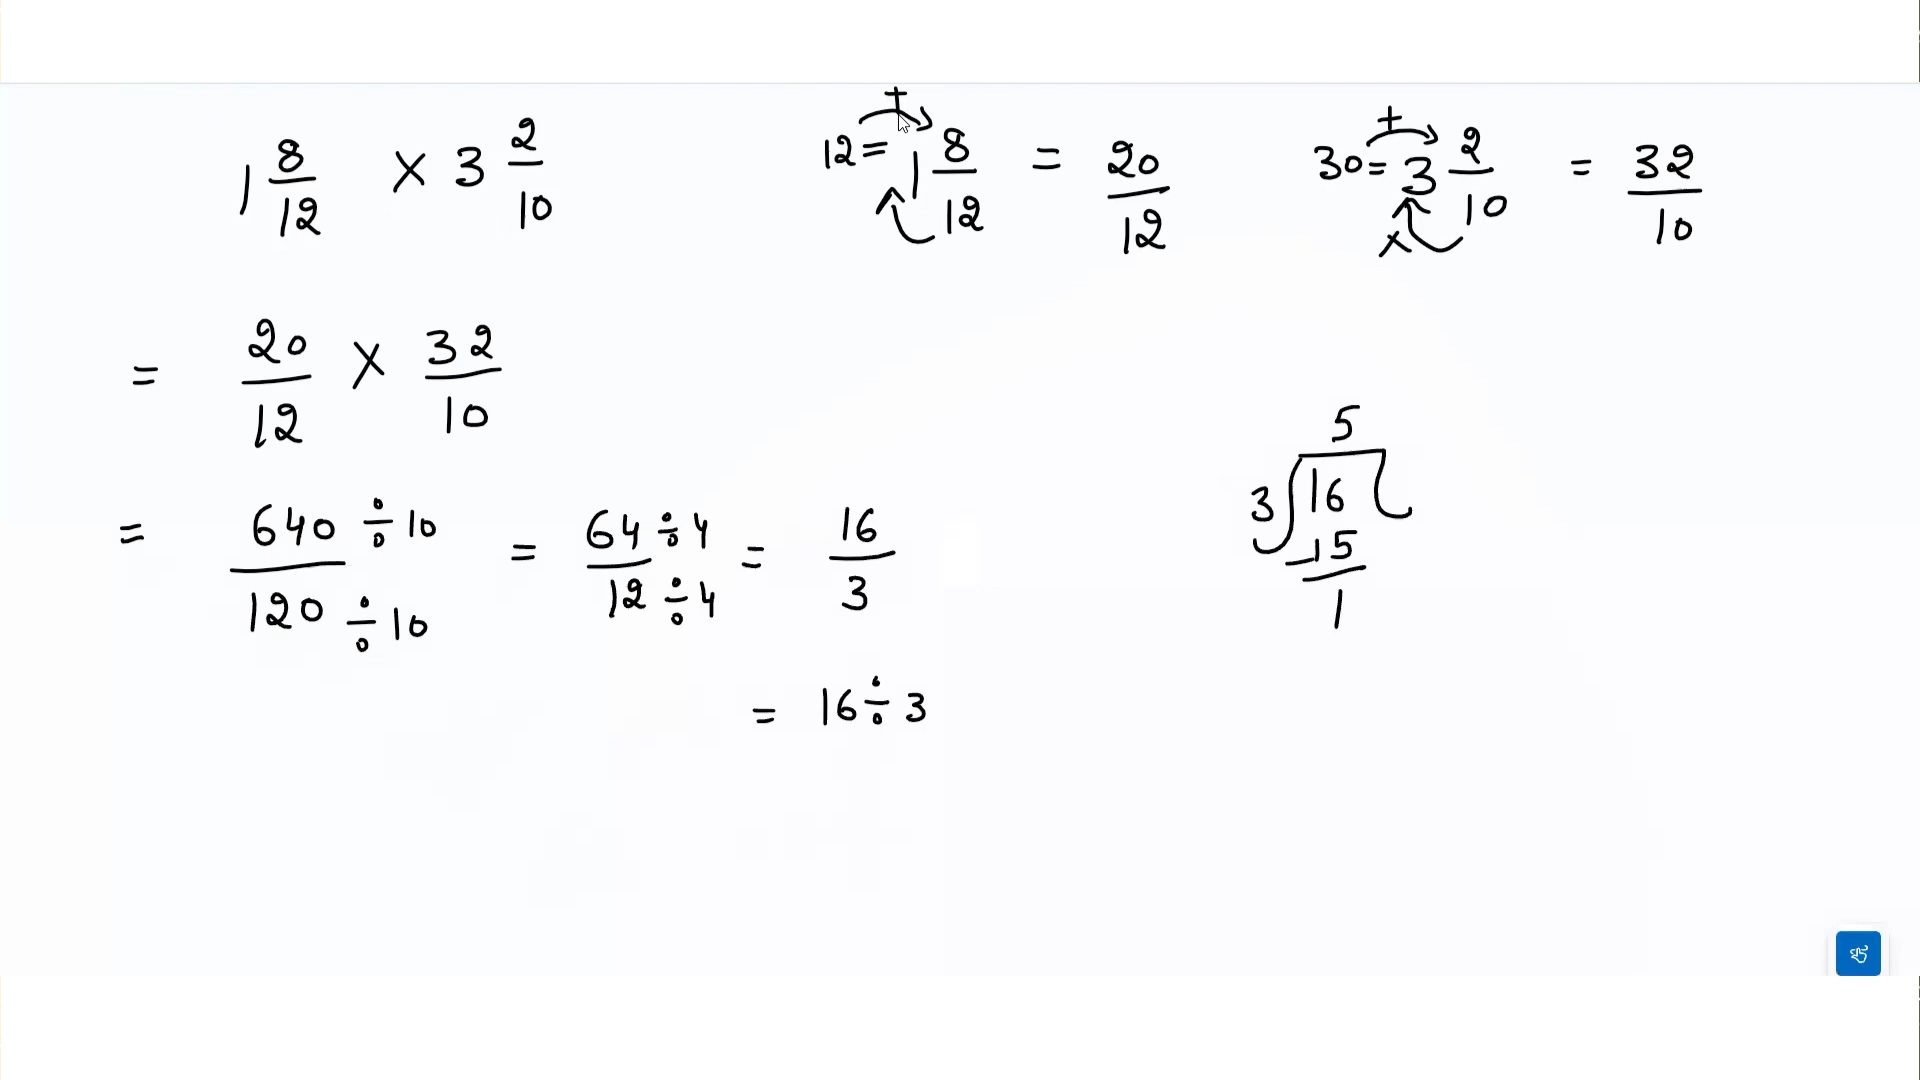 1 8/12 × 3 2/10
12 = 1 8/12 = 20/12
+
30 = 3 2/10 = 32/10
+
×
= 20/12 × 32/10
= 640 ÷ 10 / 120 ÷ 10 = 64 ÷ 4 / 12 ÷ 4 = 16/3
= 16 ÷ 3
5
3 16
- 15
1